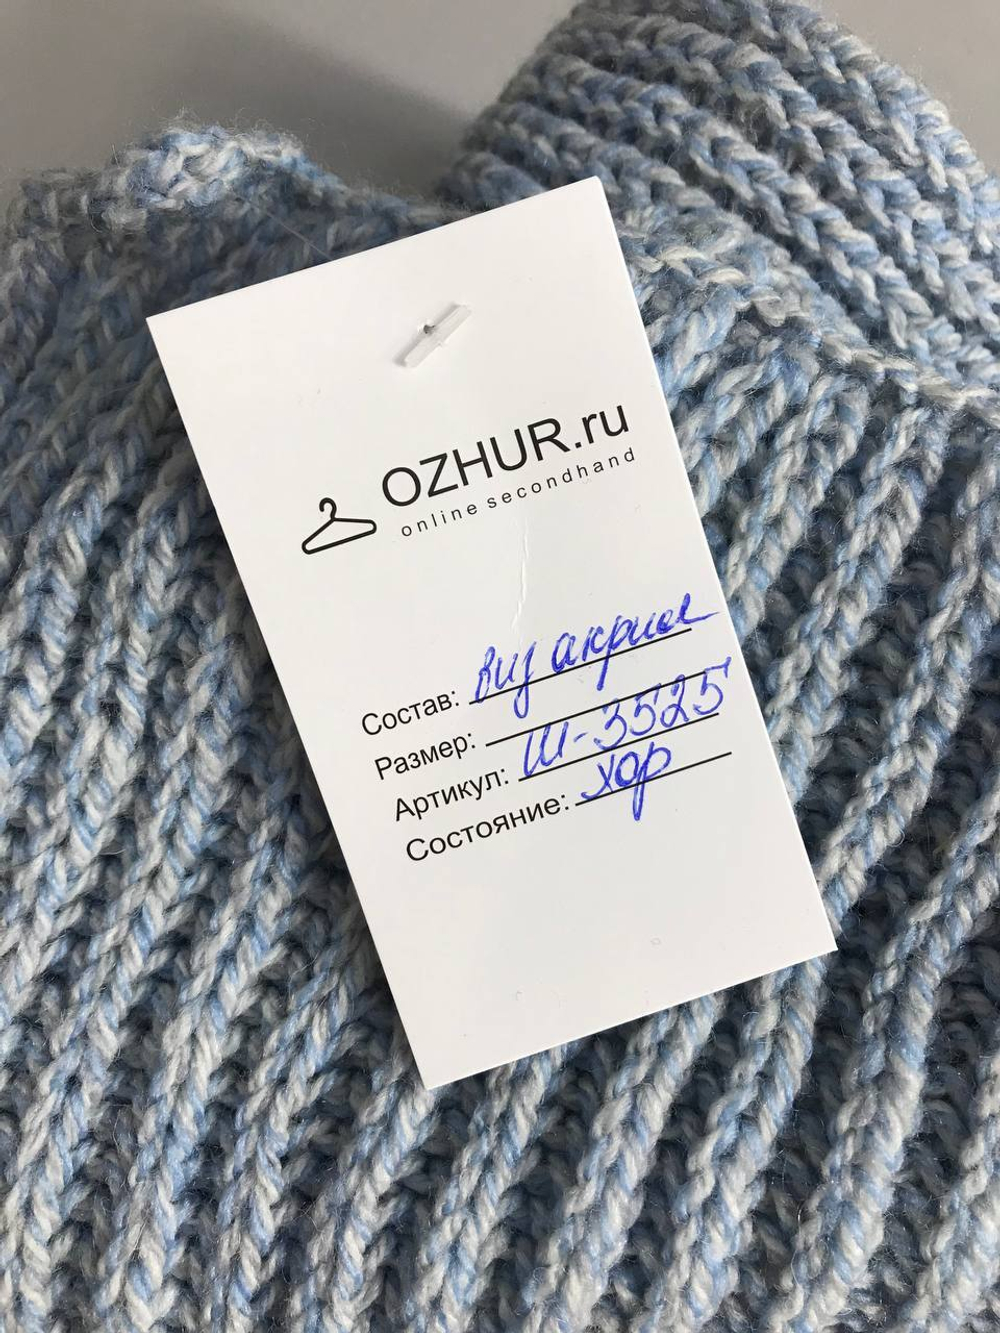 OZHUR.ru
online secondhand
Состав: виз акрил
Размер:
Артикул: Ш-3525
Состояние: хор